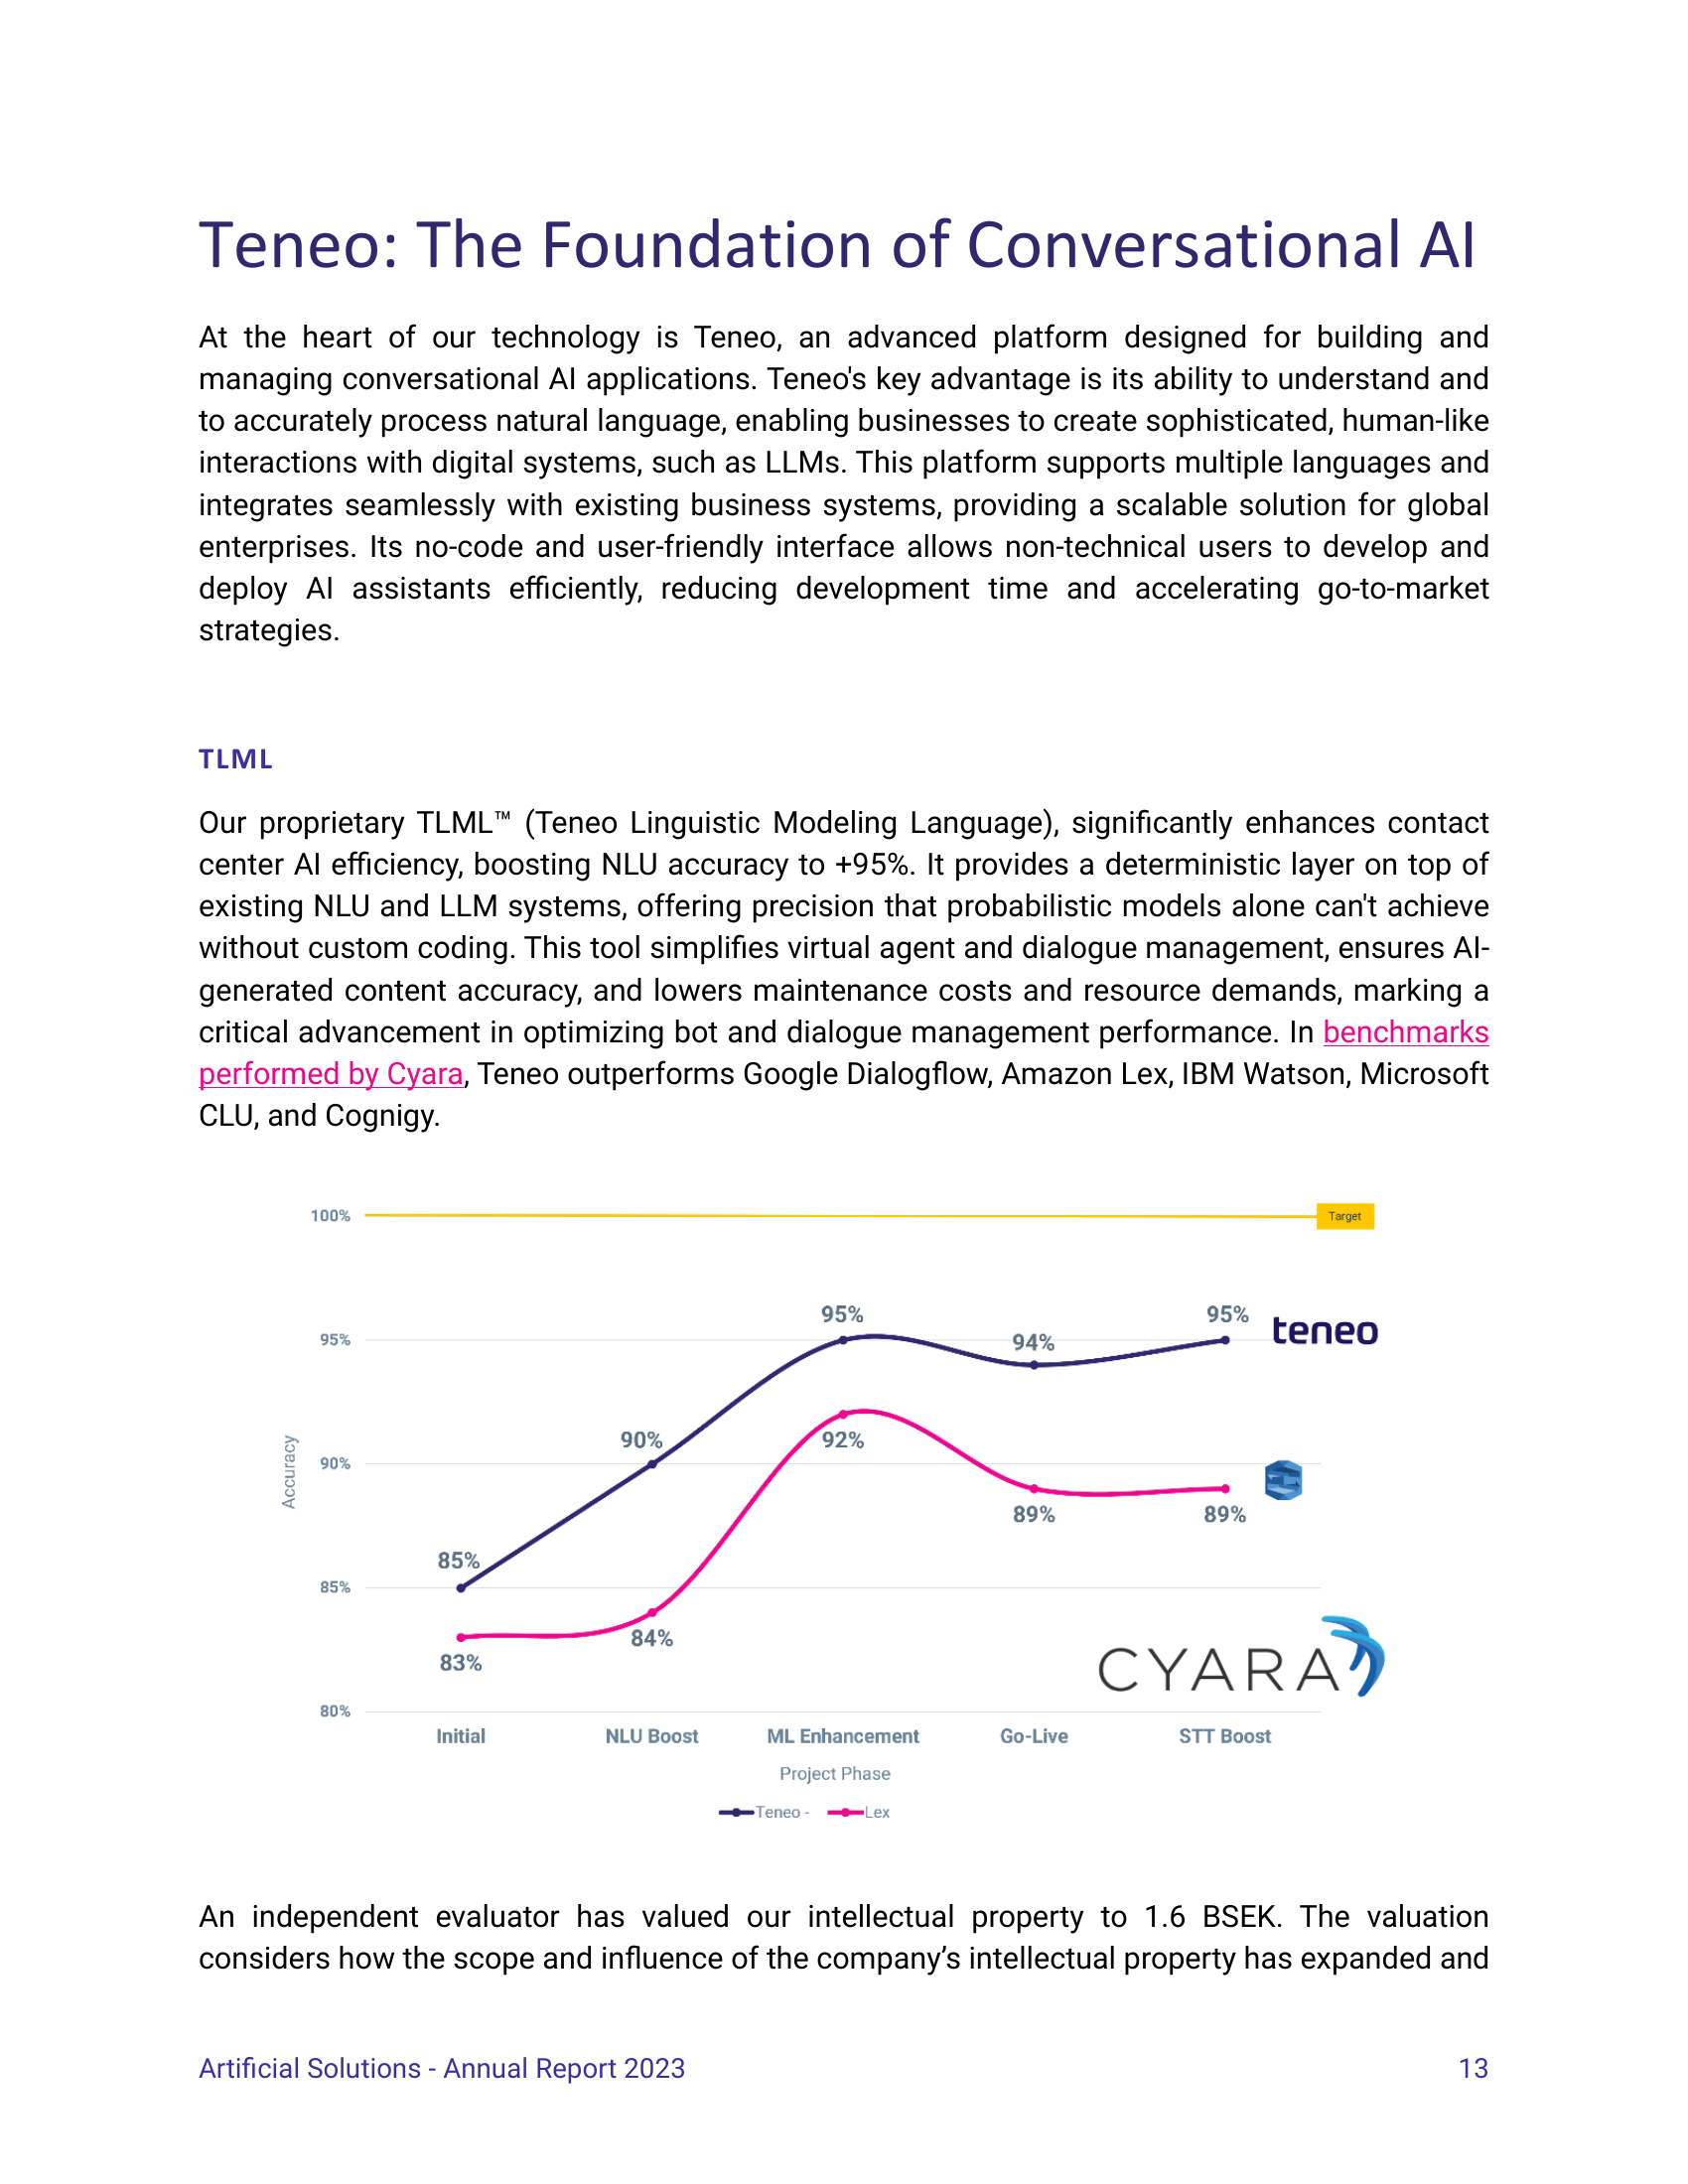 Teneo: The Foundation of Conversational AI
At the heart of our technology is Teneo, an advanced platform designed for building and
managing conversational AI applications. Teneo's key advantage is its ability to understand and
to accurately process natural language, enabling businesses to create sophisticated, human-like
interactions with digital systems, such as LLMs. This platform supports multiple languages and
integrates seamlessly with existing business systems, providing a scalable solution for global
enterprises. Its no-code and user-friendly interface allows non-technical users to develop and
deploy AI assistants efficiently, reducing development time and accelerating go-to-market
strategies.
TLML
Our proprietary TLML™ (Teneo Linguistic Modeling Language), significantly enhances contact
center AI efficiency, boosting NLU accuracy to +95%. It provides a deterministic layer on top of
existing NLU and LLM systems, offering precision that probabilistic models alone can't achieve
without custom coding. This tool simplifies virtual agent and dialogue management, ensures AI-
generated content accuracy, and lowers maintenance costs and resource demands, marking a
critical advancement in optimizing bot and dialogue management performance. In benchmarks
performed by Cyara, Teneo outperforms Google Dialogflow, Amazon Lex, IBM Watson, Microsoft
CLU, and Cognigy.
100%
Target
95%
95%
95%
94%
teneo
90%
92%
90%
Accuracy
89%
89%
85%
85%
84%
83%
CYARA
80%
Initial
NLU Boost
ML Enhancement
Go-Live
STT Boost
Project Phase
Teneo -
Lex
An independent evaluator has valued our intellectual property to 1.6 BSEK. The valuation
considers how the scope and influence of the company’s intellectual property has expanded and
Artificial Solutions - Annual Report 2023
13